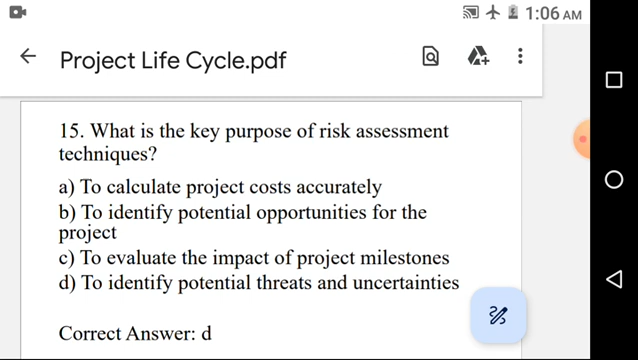 1:06 AM
Project Life Cycle.pdf
15. What is the key purpose of risk assessment
techniques?
a) To calculate project costs accurately
b) To identify potential opportunities for the
project
c) To evaluate the impact of project milestones
d) To identify potential threats and uncertainties
Correct Answer: d